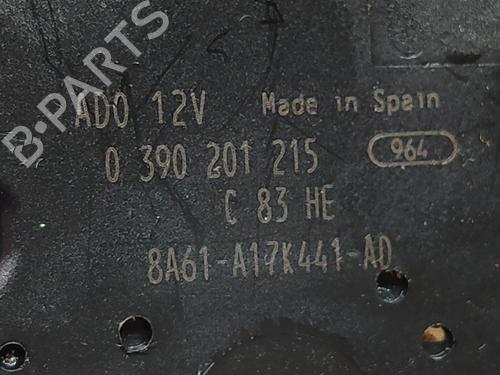 B-PARTS
ADO 12V Made in Spain
0 390 201 215 964
C 83 HE
8A61-A17K441-AD